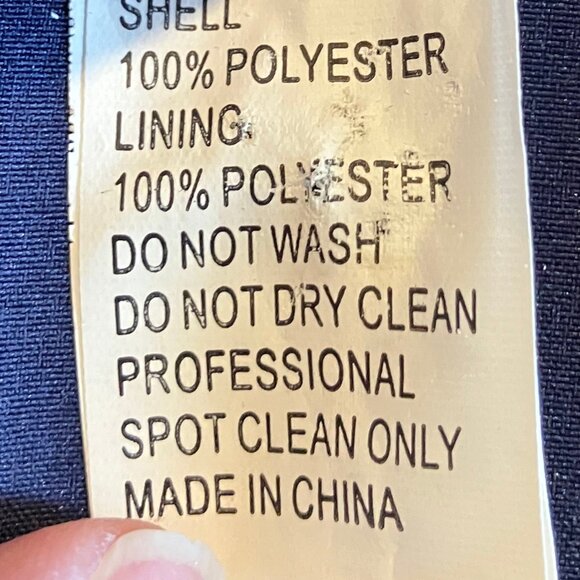 SHELL
100% POLYESTER
LINING
100% POLYESTER
DO NOT WASH
DO NOT DRY CLEAN
PROFESSIONAL
SPOT CLEAN ONLY
MADE IN CHINA